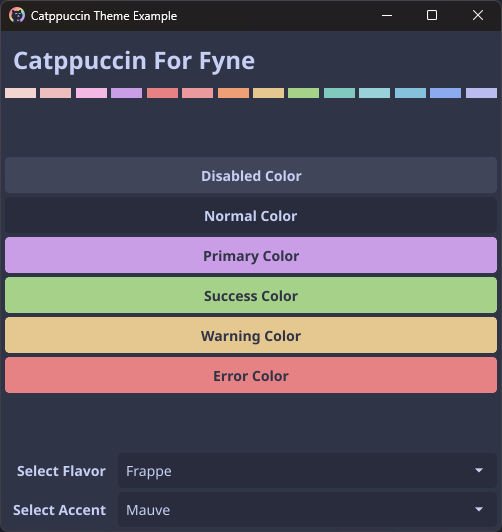 Catppuccin Theme Example
Catppuccin For Fyne
Disabled Color
Normal Color
Primary Color
Success Color
Warning Color
Error Color
Select Flavor Frappe
Select Accent Mauve